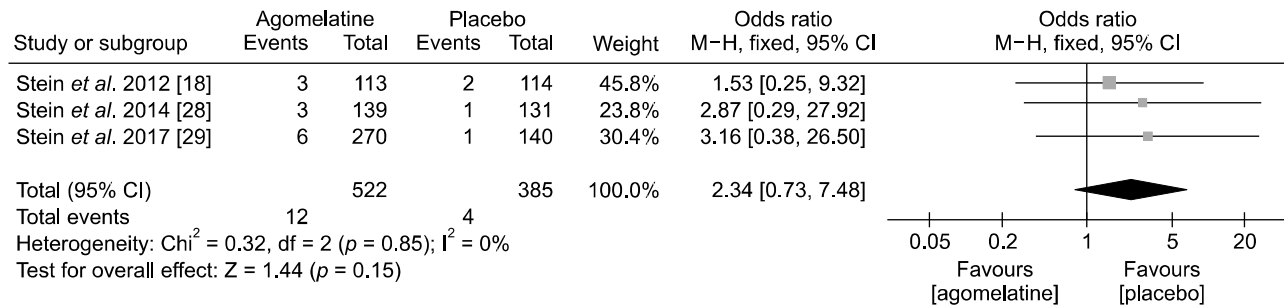 Agomelatine Placebo Odds ratio Odds ratio
Study or subgroup Events Total Events Total Weight M−H, fixed, 95% CI M−H, fixed, 95% CI
Stein et al. 2012 [18] 3 113 2 114 45.8% 1.53 [0.25, 9.32]
Stein et al. 2014 [28] 3 139 1 131 23.8% 2.87 [0.29, 27.92]
Stein et al. 2017 [29] 6 270 1 140 30.4% 3.16 [0.38, 26.50]
Total (95% CI) 522 385 100.0% 2.34 [0.73, 7.48]
Total events 12 4
Heterogeneity: Chi² = 0.32, df = 2 (p = 0.85); I² = 0%
Test for overall effect: Z = 1.44 (p = 0.15)
0.05 0.2 1 5 20
Favours Favours
[agomelatine] [placebo]